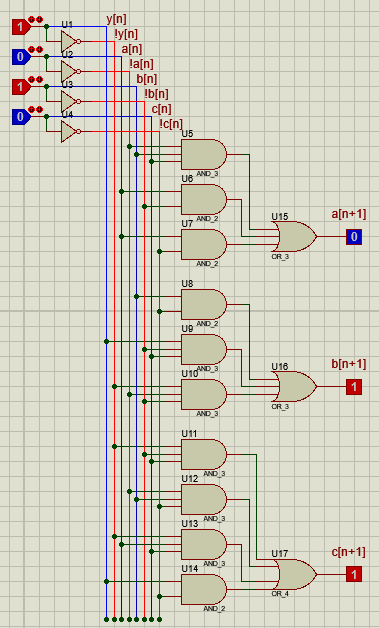 y[n]
U1
1
!y[n]
a[n]
U2
0
!a[n]
b[n]
U3
1
!b[n]
c[n]
U4
0
!c[n]
U5
AND_3
U6
AND_2
a[n+1]
U15
0
U7
OR_3
AND_2
U8
AND_2
U9
AND_3
b[n+1]
U16
U10
1
OR_3
AND_3
U11
AND_3
U12
AND_3
U13
c[n+1]
U17
AND_3
U14
1
OR_4
AND_2